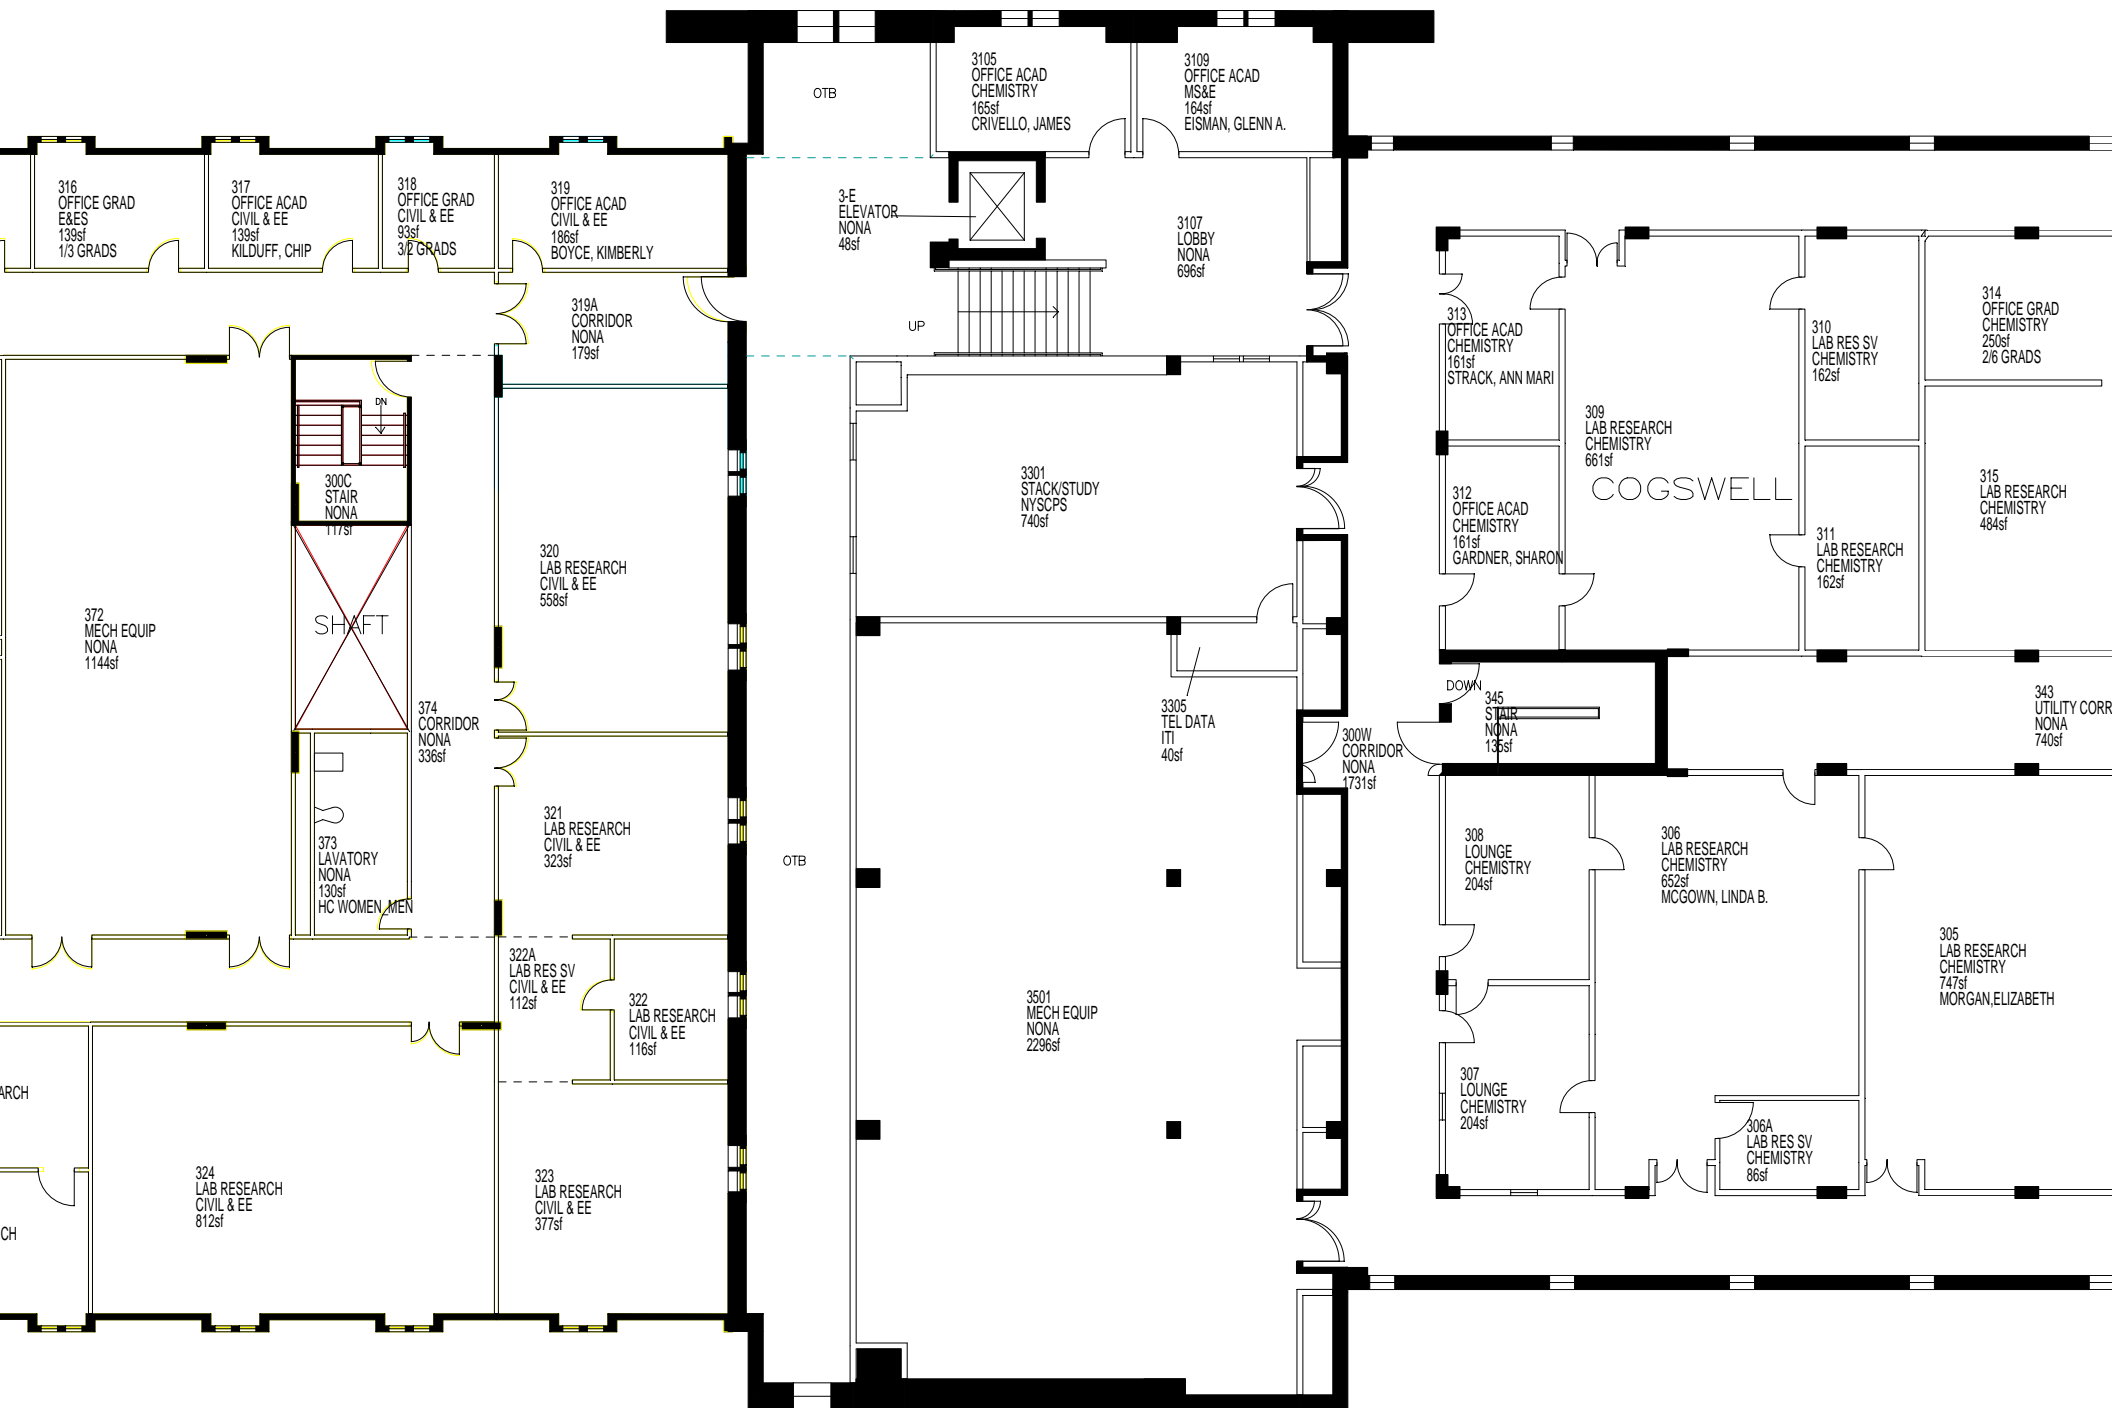 3105
OFFICE ACAD
CHEMISTRY
165sf
CRIVELLO, JAMES
3109
OFFICE ACAD
MS&E
164sf
EISMAN, GLENN A.
OTB
316
OFFICE GRAD
E&ES
139sf
1/3 GRADS
317
OFFICE ACAD
CIVIL & EE
139sf
KILDUFF, CHIP
318
OFFICE GRAD
CIVIL & EE
93sf
3/2 GRADS
319
OFFICE ACAD
CIVIL & EE
186sf
BOYCE, KIMBERLY
3-E
ELEVATOR
NONA
48sf
3107
LOBBY
NONA
696sf
319A
CORRIDOR
NONA
179sf
UP
313
OFFICE ACAD
CHEMISTRY
161sf
STRACK, ANN MARI
310
LAB RES SV
CHEMISTRY
162sf
314
OFFICE GRAD
CHEMISTRY
250sf
2/6 GRADS
DN
300C
STAIR
NONA
117sf
309
LAB RESEARCH
CHEMISTRY
661sf
COGSWELL
3301
STACK/STUDY
NYSCPS
740sf
312
OFFICE ACAD
CHEMISTRY
161sf
GARDNER, SHARON
315
LAB RESEARCH
CHEMISTRY
484sf
311
LAB RESEARCH
CHEMISTRY
162sf
320
LAB RESEARCH
CIVIL & EE
558sf
372
MECH EQUIP
NONA
1144sf
SHAFT
374
CORRIDOR
NONA
336sf
3305
TEL DATA
ITI
40sf
300W
CORRIDOR
NONA
1731sf
DOWN
345
STAIR
NONA
135sf
343
UTILITY CORR
NONA
740sf
373
LAVATORY
NONA
130sf
HC WOMEN_MEN
321
LAB RESEARCH
CIVIL & EE
323sf
OTB
308
LOUNGE
CHEMISTRY
204sf
306
LAB RESEARCH
CHEMISTRY
652sf
MCGOWN, LINDA B.
305
LAB RESEARCH
CHEMISTRY
747sf
MORGAN,ELIZABETH
322A
LAB RES SV
CIVIL & EE
112sf
322
LAB RESEARCH
CIVIL & EE
116sf
3501
MECH EQUIP
NONA
2296sf
307
LOUNGE
CHEMISTRY
204sf
306A
LAB RES SV
CHEMISTRY
86sf
ARCH
CH
324
LAB RESEARCH
CIVIL & EE
812sf
323
LAB RESEARCH
CIVIL & EE
377sf